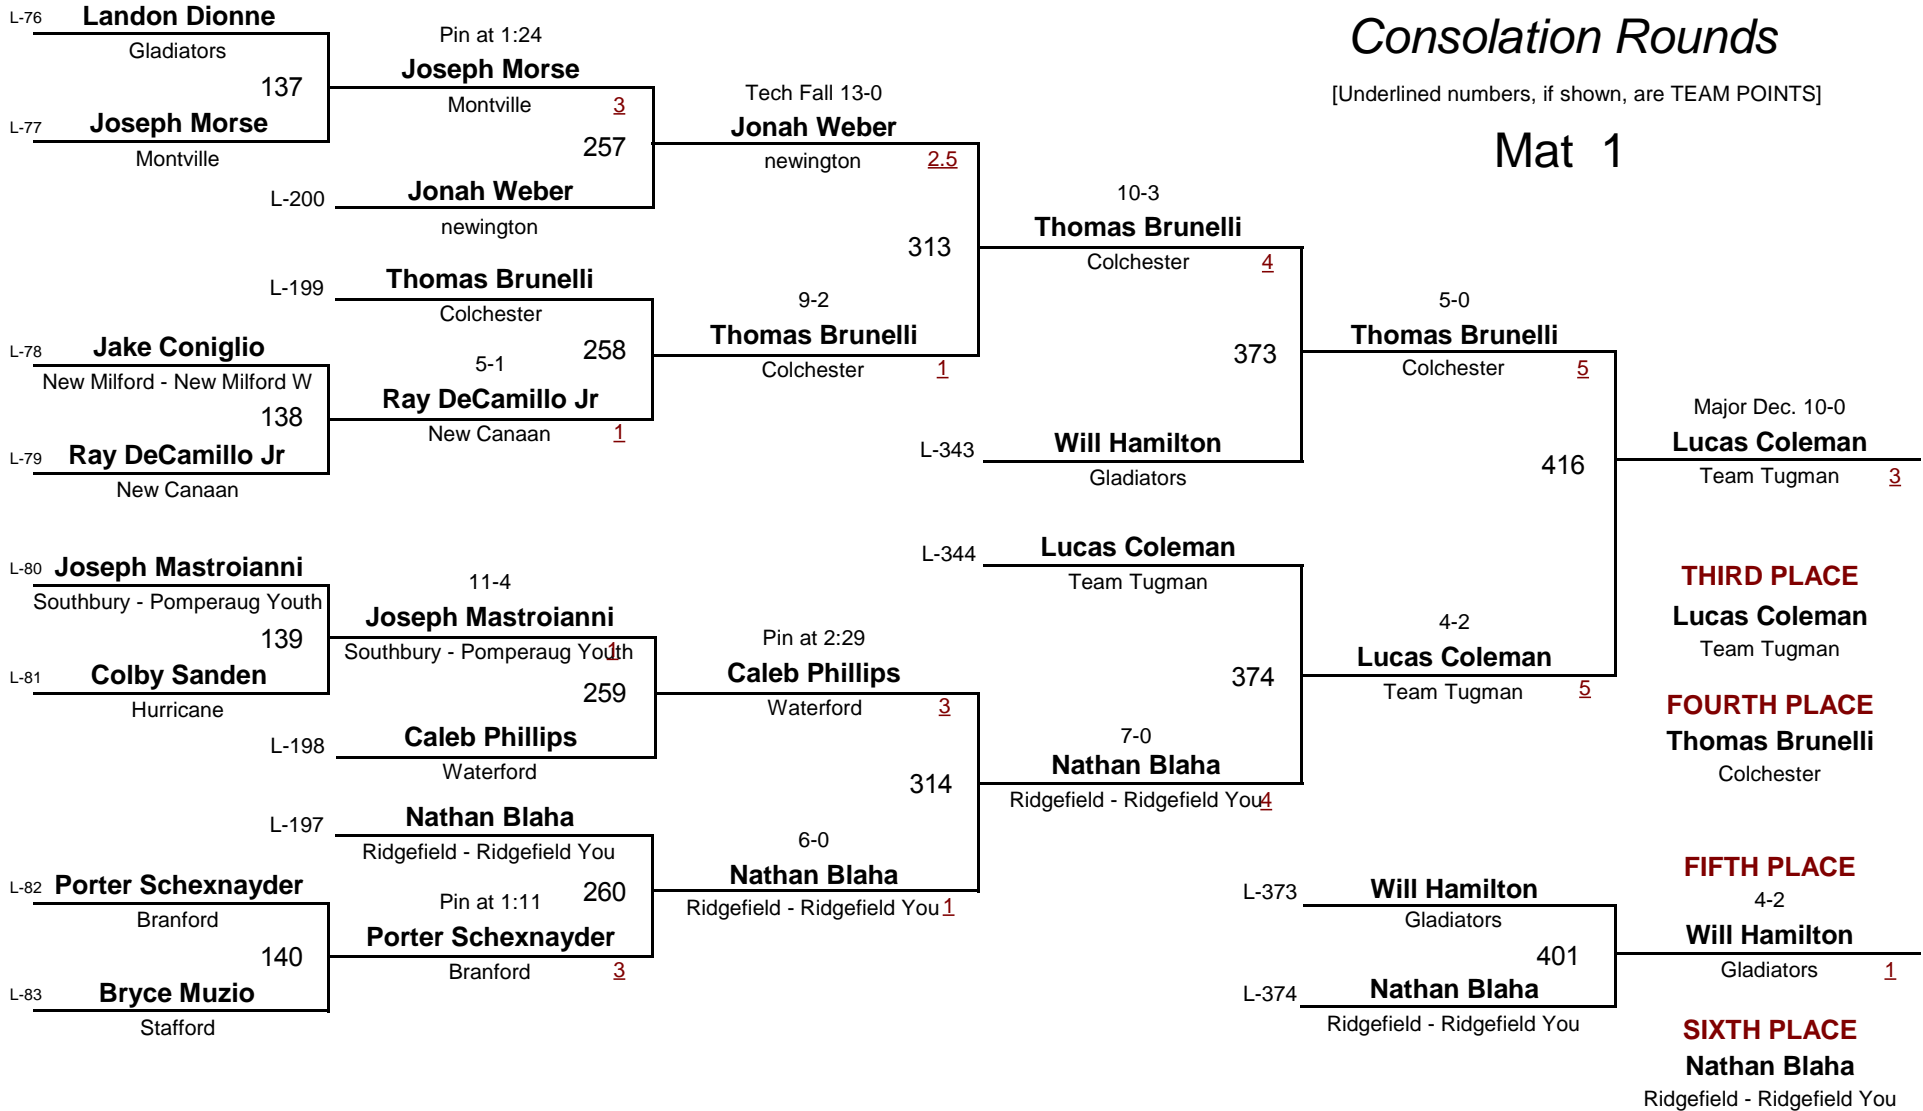 Consolation Rounds
[Underlined numbers, if shown, are TEAM POINTS]
Mat 1
L-76 Landon Dionne
Gladiators
137
L-77 Joseph Morse
Montville
Pin at 1:24
Joseph Morse
Montville 3
257
L-200 Jonah Weber
newington
L-199 Thomas Brunelli
Colchester
L-78 Jake Coniglio
New Milford - New Milford W
138
L-79 Ray DeCamillo Jr
New Canaan
258
5-1
Ray DeCamillo Jr
New Canaan 1
Tech Fall 13-0
Jonah Weber
newington 2.5
313
9-2
Thomas Brunelli
Colchester 1
10-3
Thomas Brunelli
Colchester 4
373
L-343 Will Hamilton
Gladiators
5-0
Thomas Brunelli
Colchester 5
416
Major Dec. 10-0
Lucas Coleman
Team Tugman 3
L-80 Joseph Mastroianni
Southbury - Pomperaug Youth
139
L-81 Colby Sanden
Hurricane
11-4
Joseph Mastroianni
Southbury - Pomperaug Youth 1
259
L-198 Caleb Phillips
Waterford
L-197 Nathan Blaha
Ridgefield - Ridgefield You
L-82 Porter Schexnayder
Branford
140
L-83 Bryce Muzio
Stafford
260
Pin at 1:11
Porter Schexnayder
Branford 3
Pin at 2:29
Caleb Phillips
Waterford 3
314
6-0
Nathan Blaha
Ridgefield - Ridgefield You 1
L-344 Lucas Coleman
Team Tugman
374
7-0
Nathan Blaha
Ridgefield - Ridgefield You 4
4-2
Lucas Coleman
Team Tugman 5
THIRD PLACE
Lucas Coleman
Team Tugman
FOURTH PLACE
Thomas Brunelli
Colchester
L-373 Will Hamilton
Gladiators
401
L-374 Nathan Blaha
Ridgefield - Ridgefield You
FIFTH PLACE
4-2
Will Hamilton
Gladiators 1
SIXTH PLACE
Nathan Blaha
Ridgefield - Ridgefield You